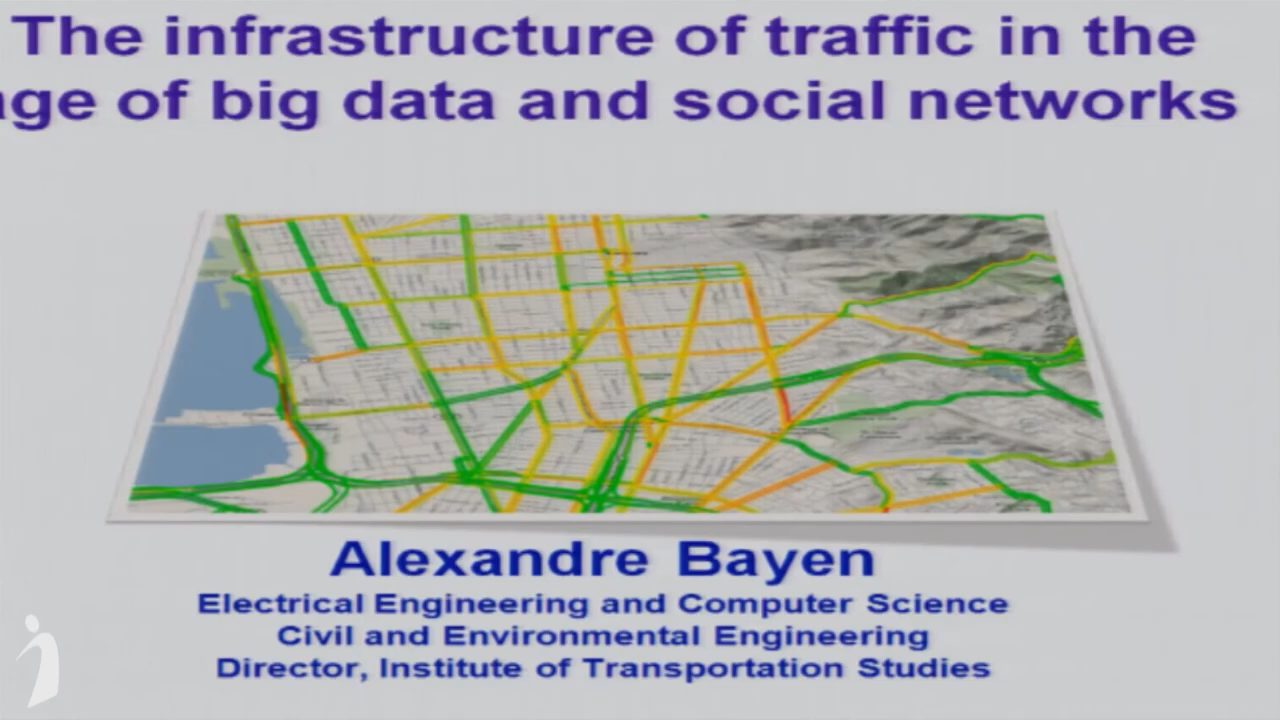 The infrastructure of traffic in the
age of big data and social networks
Alexandre Bayen
Electrical Engineering and Computer Science
Civil and Environmental Engineering
Director, Institute of Transportation Studies